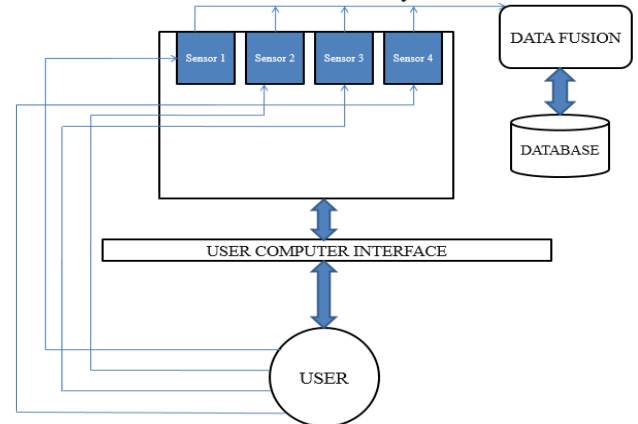 Sensor 1
Sensor 2
Sensor 3
Sensor 4
DATA FUSION
DATABASE
USER COMPUTER INTERFACE
USER